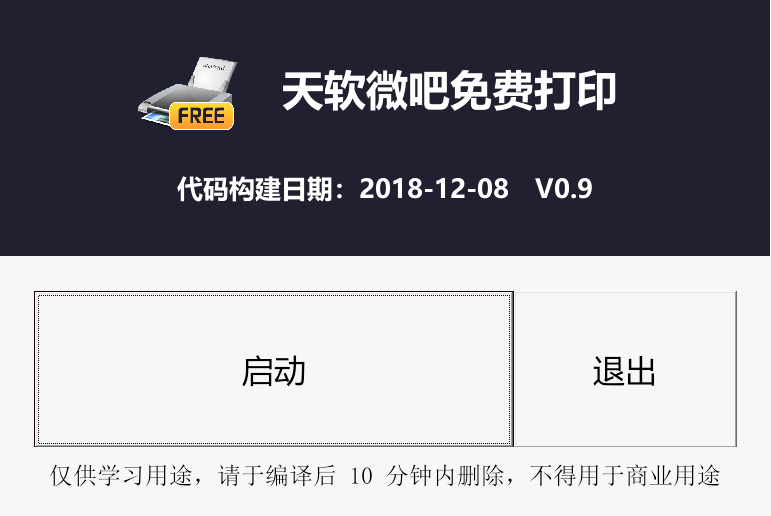 天软微吧免费打印
FREE
代码构建日期：2018-12-08 V0.9
启动
退出
仅供学习用途，请于编译后 10 分钟内删除，不得用于商业用途